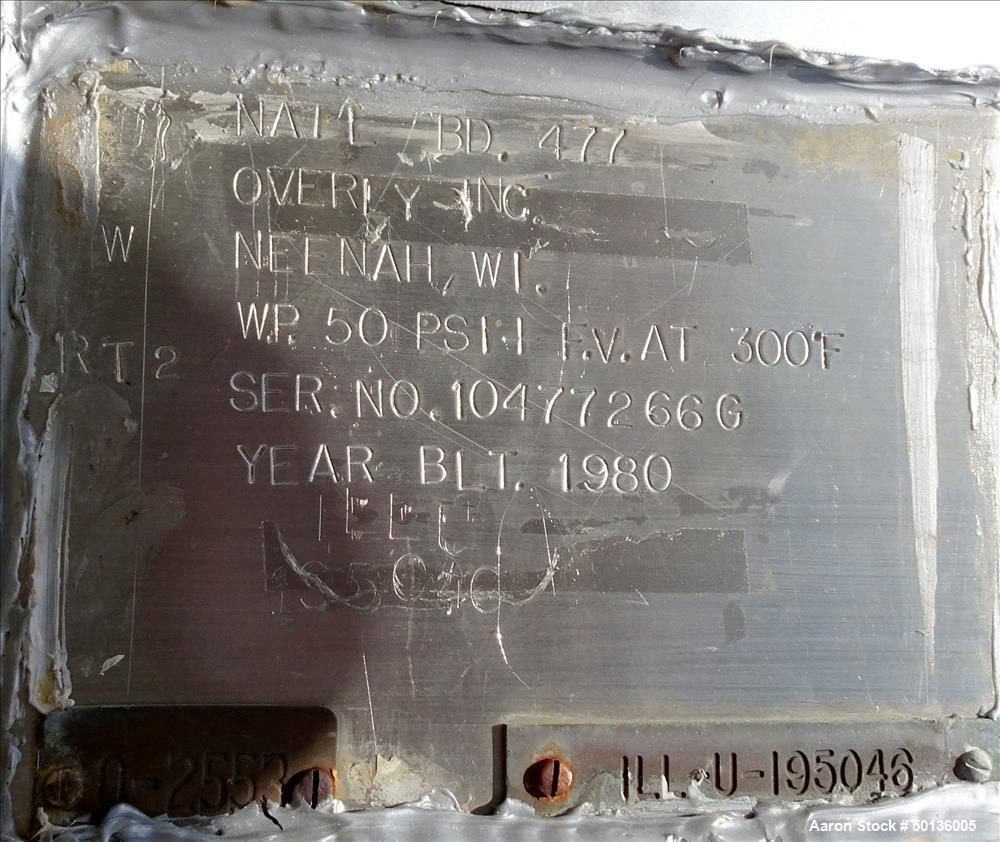 NAT'L BD. 477
OVERLY INC.
W NEENAH, WI.
W.P. 50 PSI. F.V. AT 300°F
RT 2
SER. NO. 10477266G
YEAR BLT. 1980
ILL. U-195046
Aaron Stock # 50136005